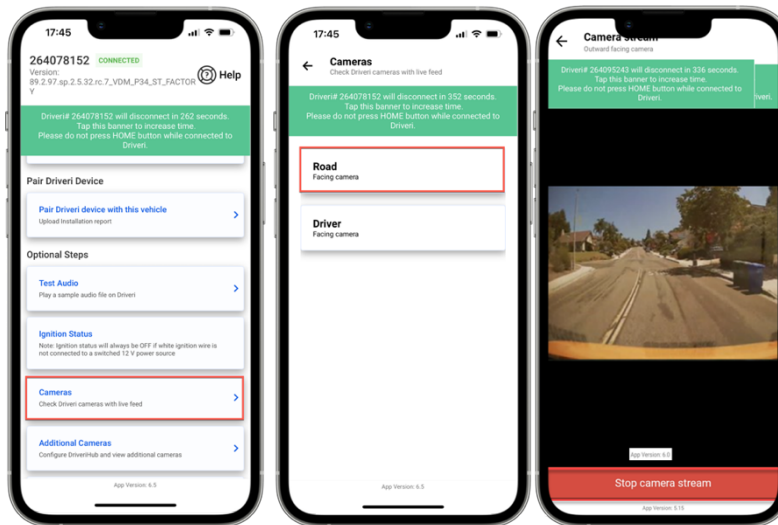 17:45
264078152 CONNECTED
Version:
89.2.97.sp.2.5.32.rc.7_VDM_P34_ST_FACTOR
Y
Help
Driveri# 264078152 will disconnect in 262 seconds.
Tap this banner to increase time.
Please do not press HOME button while connected to
Driveri.
Pair Driveri Device
Pair Driveri device with this vehicle
Upload Installation report
Optional Steps
Test Audio
Play a sample audio file on Driveri
Ignition Status
Note: Ignition status will always be OFF if white ignition wire is
not connected to a switched 12 V power source
Cameras
Check Driveri cameras with live feed
Additional Cameras
Configure DriveriHub and view additional cameras
App Version: 6.5
17:45
Cameras
Check Driveri cameras with live feed
Driveri# 264078152 will disconnect in 352 seconds.
Tap this banner to increase time.
Please do not press HOME button while connected to
Driveri.
Road
Facing camera
Driver
Facing camera
App Version: 6.5
Camera stream
Outward facing camera
Driveri# 264095243 will disconnect in 336 seconds.
Tap this banner to increase time.
Please do not press HOME button while connected to
Driveri.
iveri.
App Version: 6.0
Stop camera stream
App Version: 5.15